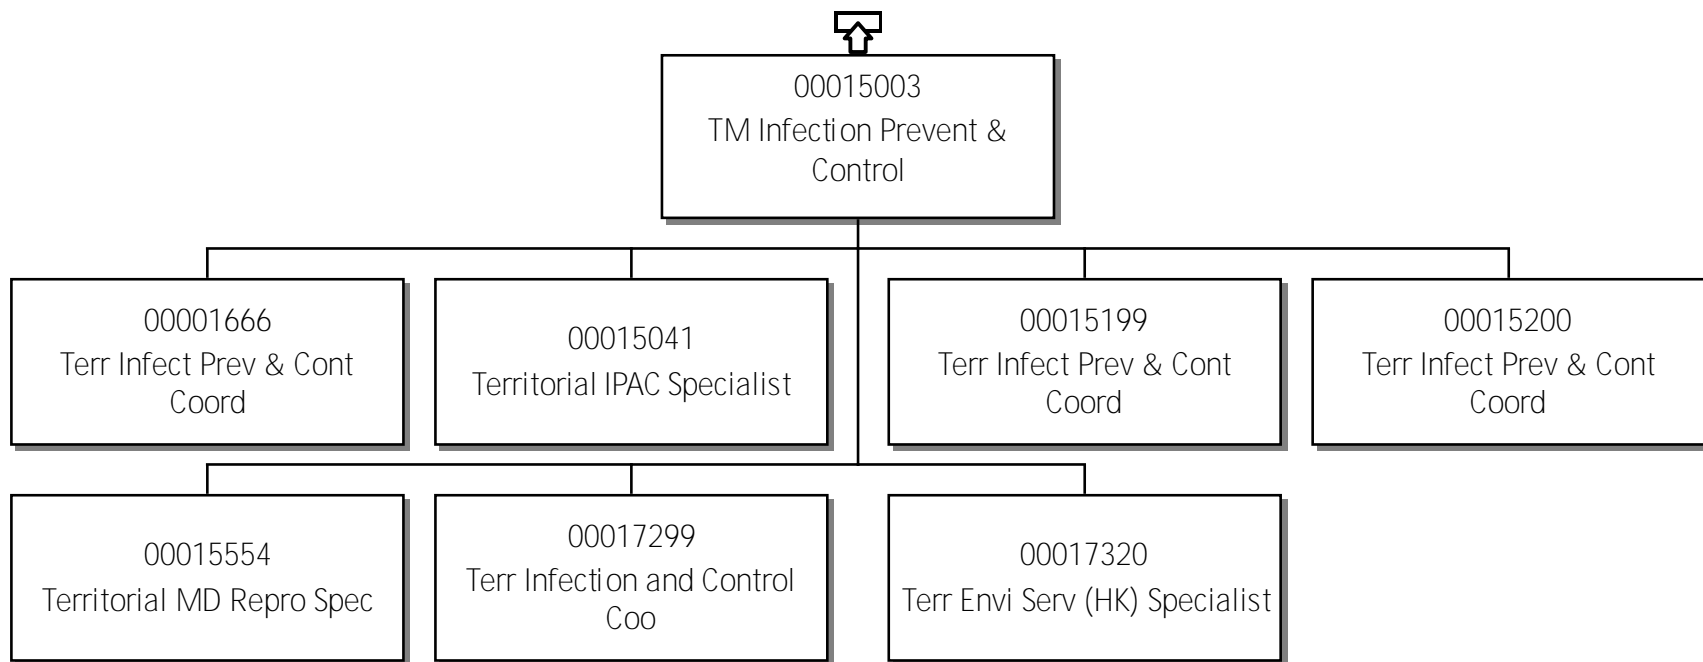 00015003
TM Infection Prevent &
Control
00001666
Terr Infect Prev & Cont
Coord
00015041
Territorial IPAC Specialist
00015199
Terr Infect Prev & Cont
Coord
00015200
Terr Infect Prev & Cont
Coord
00015554
Territorial MD Repro Spec
00017299
Terr Infection and Control
Coo
00017320
Terr Envi Serv (HK) Specialist